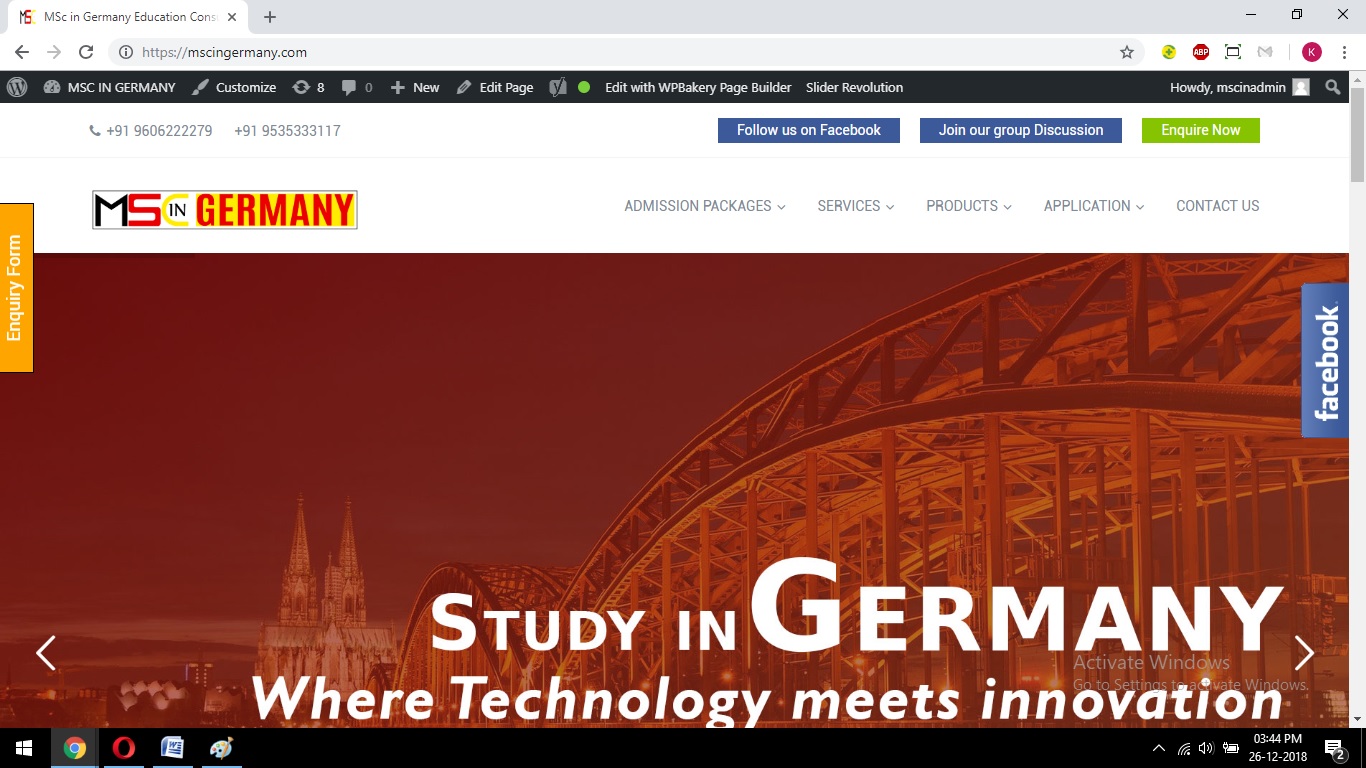 MSc in Germany Education Cons
https://mscingermany.com
ABP
K
MSC IN GERMANY Customize 8 0 New Edit Page Edit with WPBakery Page Builder Slider Revolution Howdy, mscinadmin
+91 9606222279 +91 9535333117 Follow us on Facebook Join our group Discussion Enquire Now
MSC IN GERMANY
ADMISSION PACKAGES SERVICES PRODUCTS APPLICATION CONTACT US
Enquiry Form
facebook
STUDY IN GERMANY
Where Technology meets innovation
Activate Windows
Go to Settings to activate Windows.
03:44 PM
26-12-2018
2